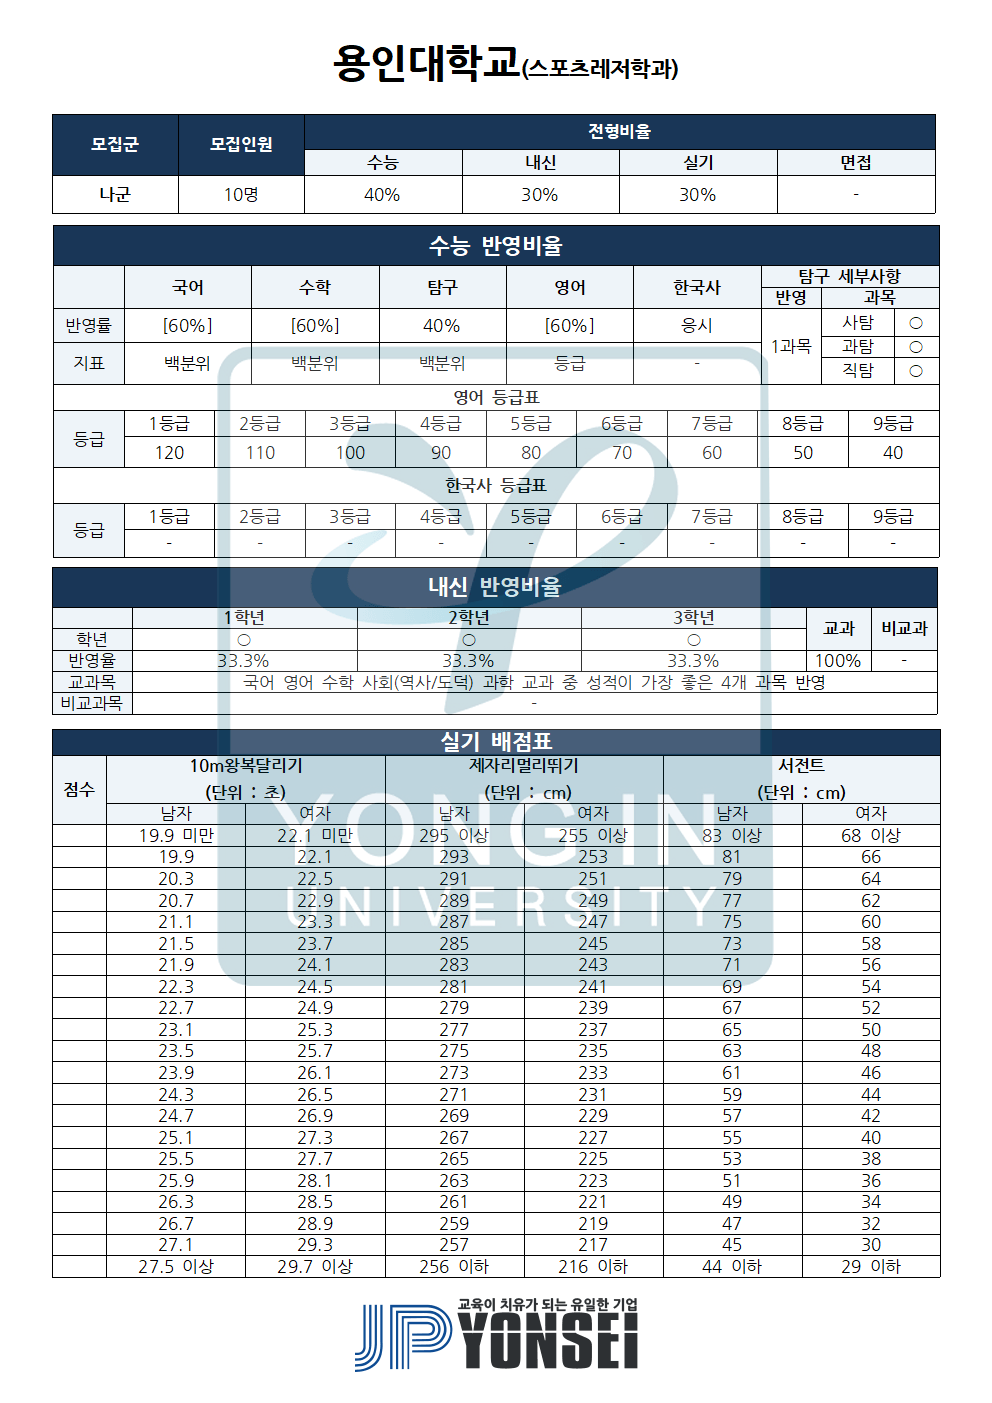 용인대학교(스포츠레저학과)
모집군 모집인원 전형비율
수능 내신 실기 면접
나군 10명 40% 30% 30% -
수능 반영비율
국어 수학 탐구 영어 한국사 탐구 세부사항
반영 과목
반영률 [60%] [60%] 40% [60%] 응시 1과목 사탐 ○
과탐 ○
지표 백분위 백분위 백분위 등급 - 직탐 ○
영어 등급표
등급 1등급 2등급 3등급 4등급 5등급 6등급 7등급 8등급 9등급
120 110 100 90 80 70 60 50 40
한국사 등급표
등급 1등급 2등급 3등급 4등급 5등급 6등급 7등급 8등급 9등급
- - - - - - - - -
내신 반영비율
1학년 2학년 3학년 교과 비교과
학년 ○ ○ ○
반영율 33.3% 33.3% 33.3% 100% -
교과목 국어 영어 수학 사회(역사/도덕) 과학 교과 중 성적이 가장 좋은 4개 과목 반영
비교과목 -
실기 배점표
점수 10m왕복달리기 제자리멀리뛰기 서전트
(단위 : 초) (단위 : cm) (단위 : cm)
남자 여자 남자 여자 남자 여자
19.9 미만 22.1 미만 295 이상 255 이상 83 이상 68 이상
19.9 22.1 293 253 81 66
20.3 22.5 291 251 79 64
20.7 22.9 289 249 77 62
21.1 23.3 287 247 75 60
21.5 23.7 285 245 73 58
21.9 24.1 283 243 71 56
22.3 24.5 281 241 69 54
22.7 24.9 279 239 67 52
23.1 25.3 277 237 65 50
23.5 25.7 275 235 63 48
23.9 26.1 273 233 61 46
24.3 26.5 271 231 59 44
24.7 26.9 269 229 57 42
25.1 27.3 267 227 55 40
25.5 27.7 265 225 53 38
25.9 28.1 263 223 51 36
26.3 28.5 261 221 49 34
26.7 28.9 259 219 47 32
27.1 29.3 257 217 45 30
27.5 이상 29.7 이상 256 이하 216 이하 44 이하 29 이하
YONG IN
UNIVERSITY
교육이 치유가 되는 유일한 기업
JP YONSEI